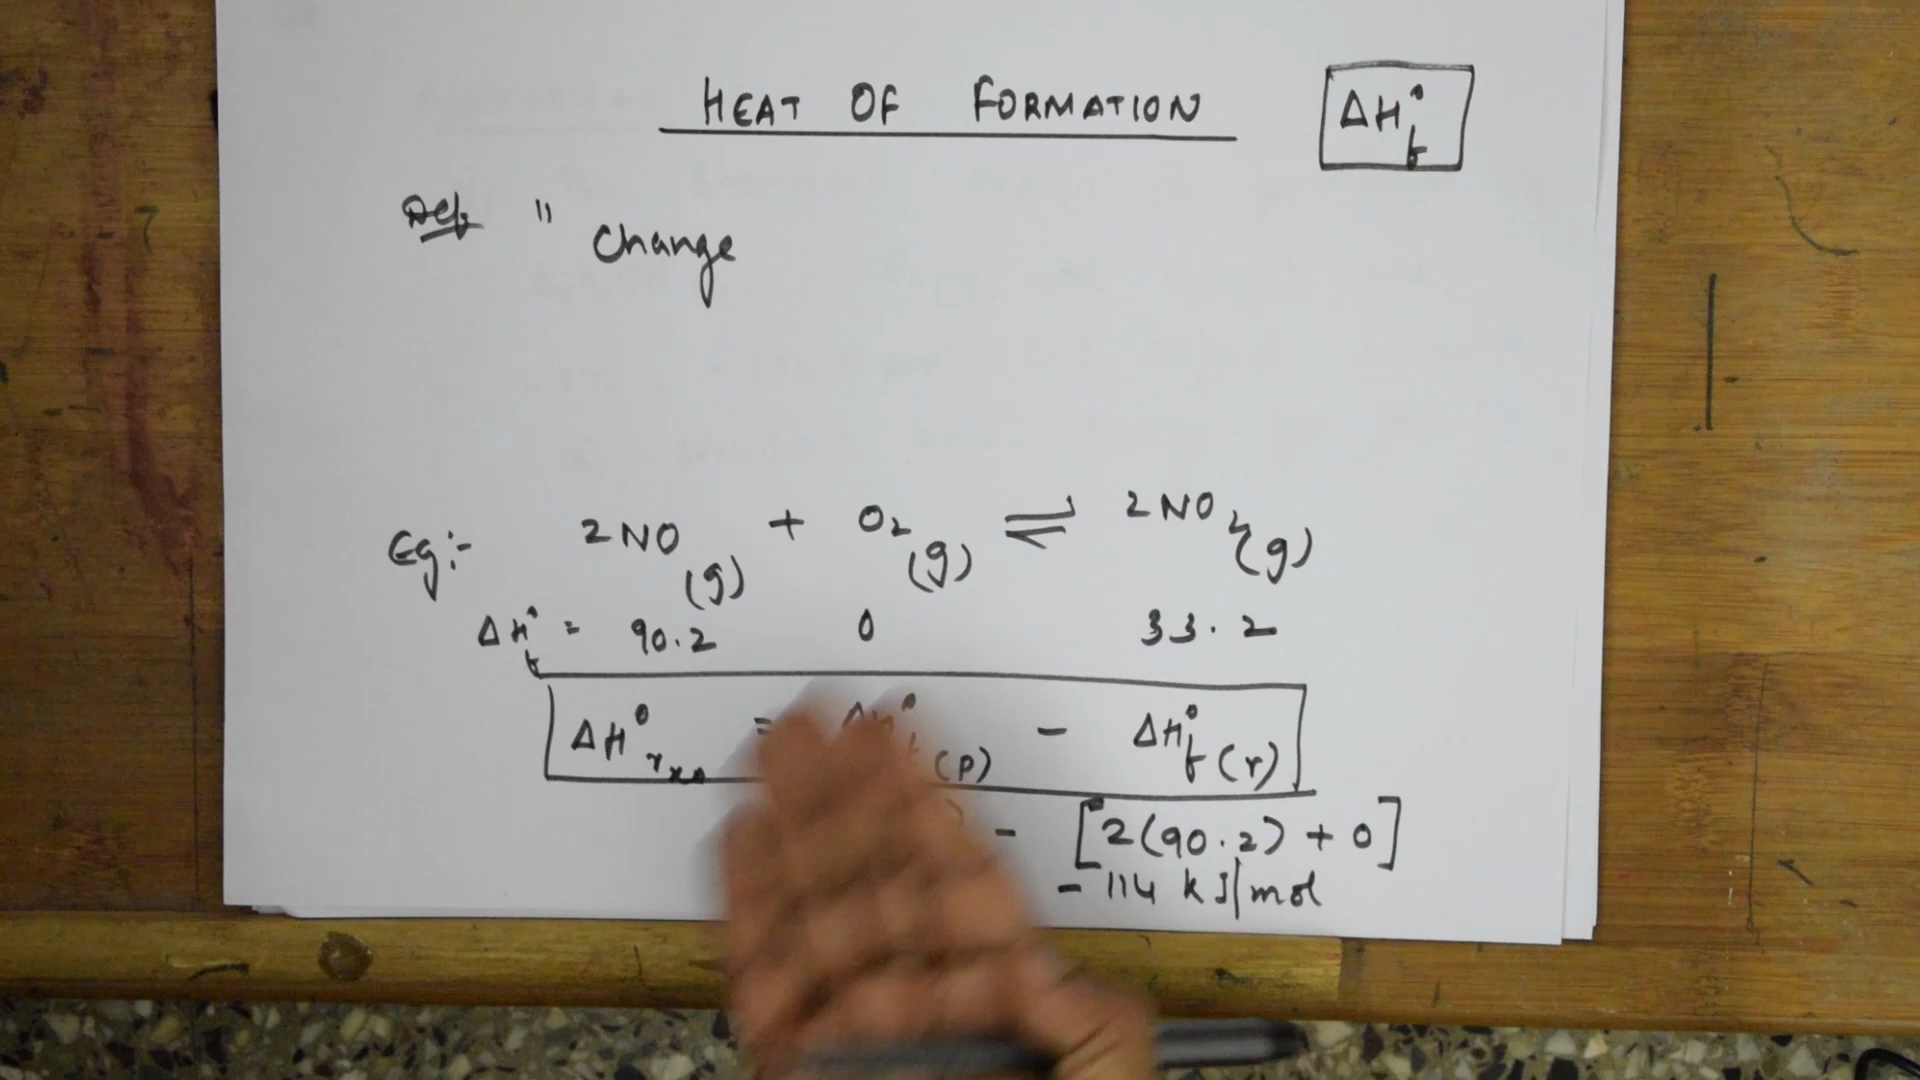 HEAT OF FORMATION ΔH°f
Def " Change
Eg:- 2NO(g) + O2(g) ⇌ 2NO2(g)
ΔH°f = 90.2 0 33.2
ΔH°rxn = ΔH°f(p) - ΔH°f(r)
) - [2(90.2) + 0]
- 114 kJ/mol